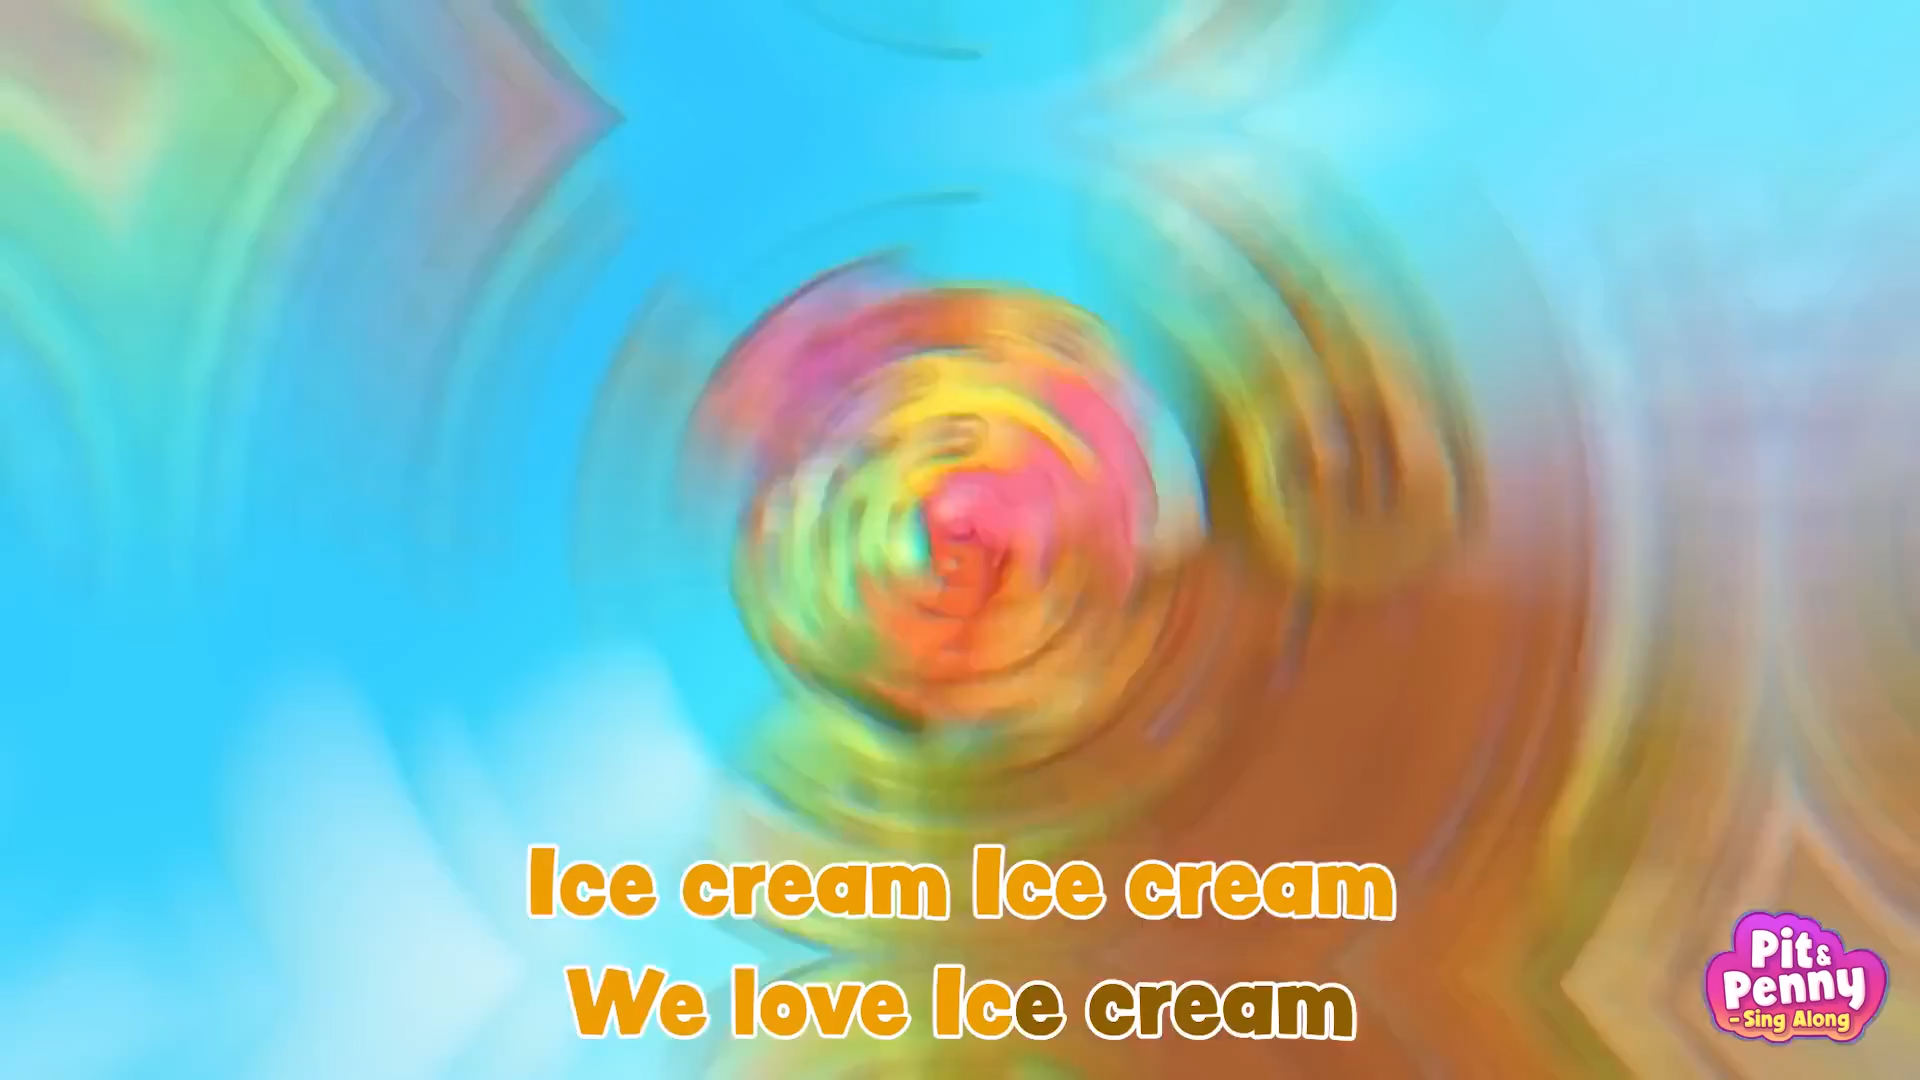 Ice cream Ice cream
We love Ice cream
Pit &
Penny
- Sing Along